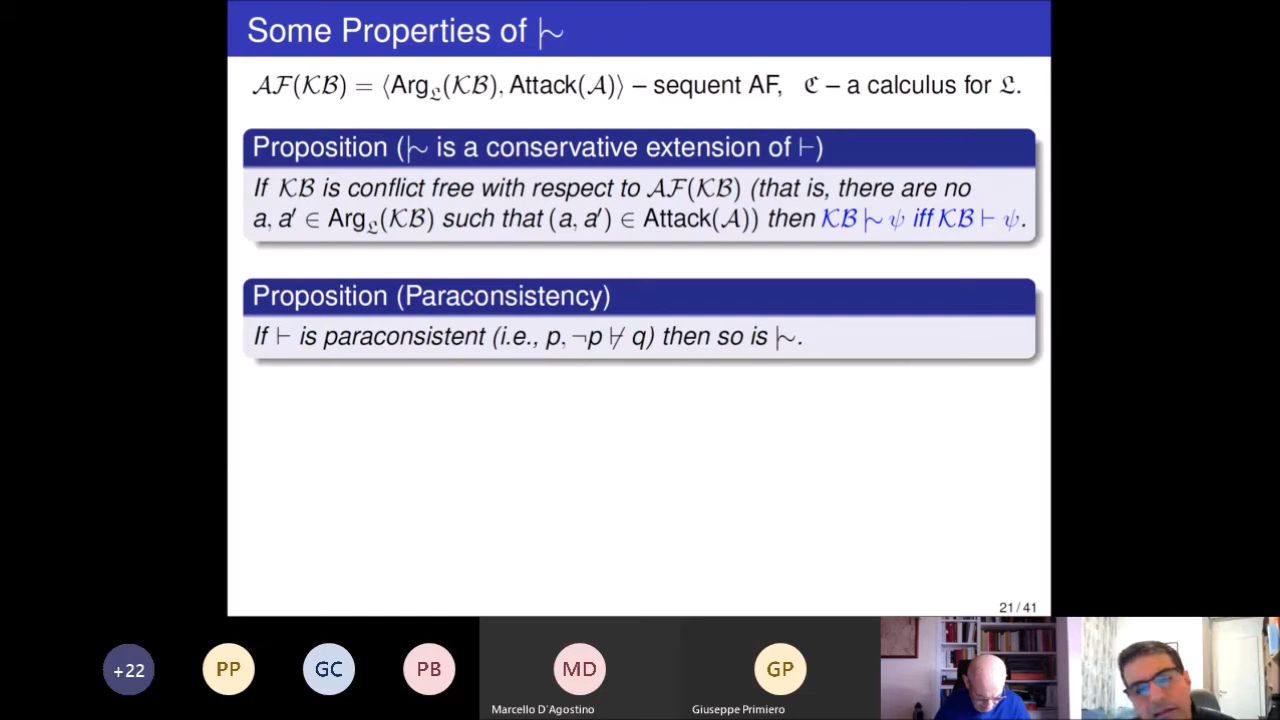 Some Properties of |∼
𝒜ℱ(𝒦ℬ) = ⟨Arg𝔏(𝒦ℬ), Attack(𝒜)⟩ – sequent AF, ℭ – a calculus for 𝔏.
Proposition (|∼ is a conservative extension of ⊢)
If 𝒦ℬ is conflict free with respect to 𝒜ℱ(𝒦ℬ) (that is, there are no
a, a′ ∈ Arg𝔏(𝒦ℬ) such that (a, a′) ∈ Attack(𝒜)) then 𝒦ℬ |∼ ψ iff 𝒦ℬ ⊢ ψ.
Proposition (Paraconsistency)
If ⊢ is paraconsistent (i.e., p, ¬p ⊬ q) then so is |∼.
21 / 41
+22
PP
GC
PB
MD
GP
Marcello D'Agostino
Giuseppe Primiero